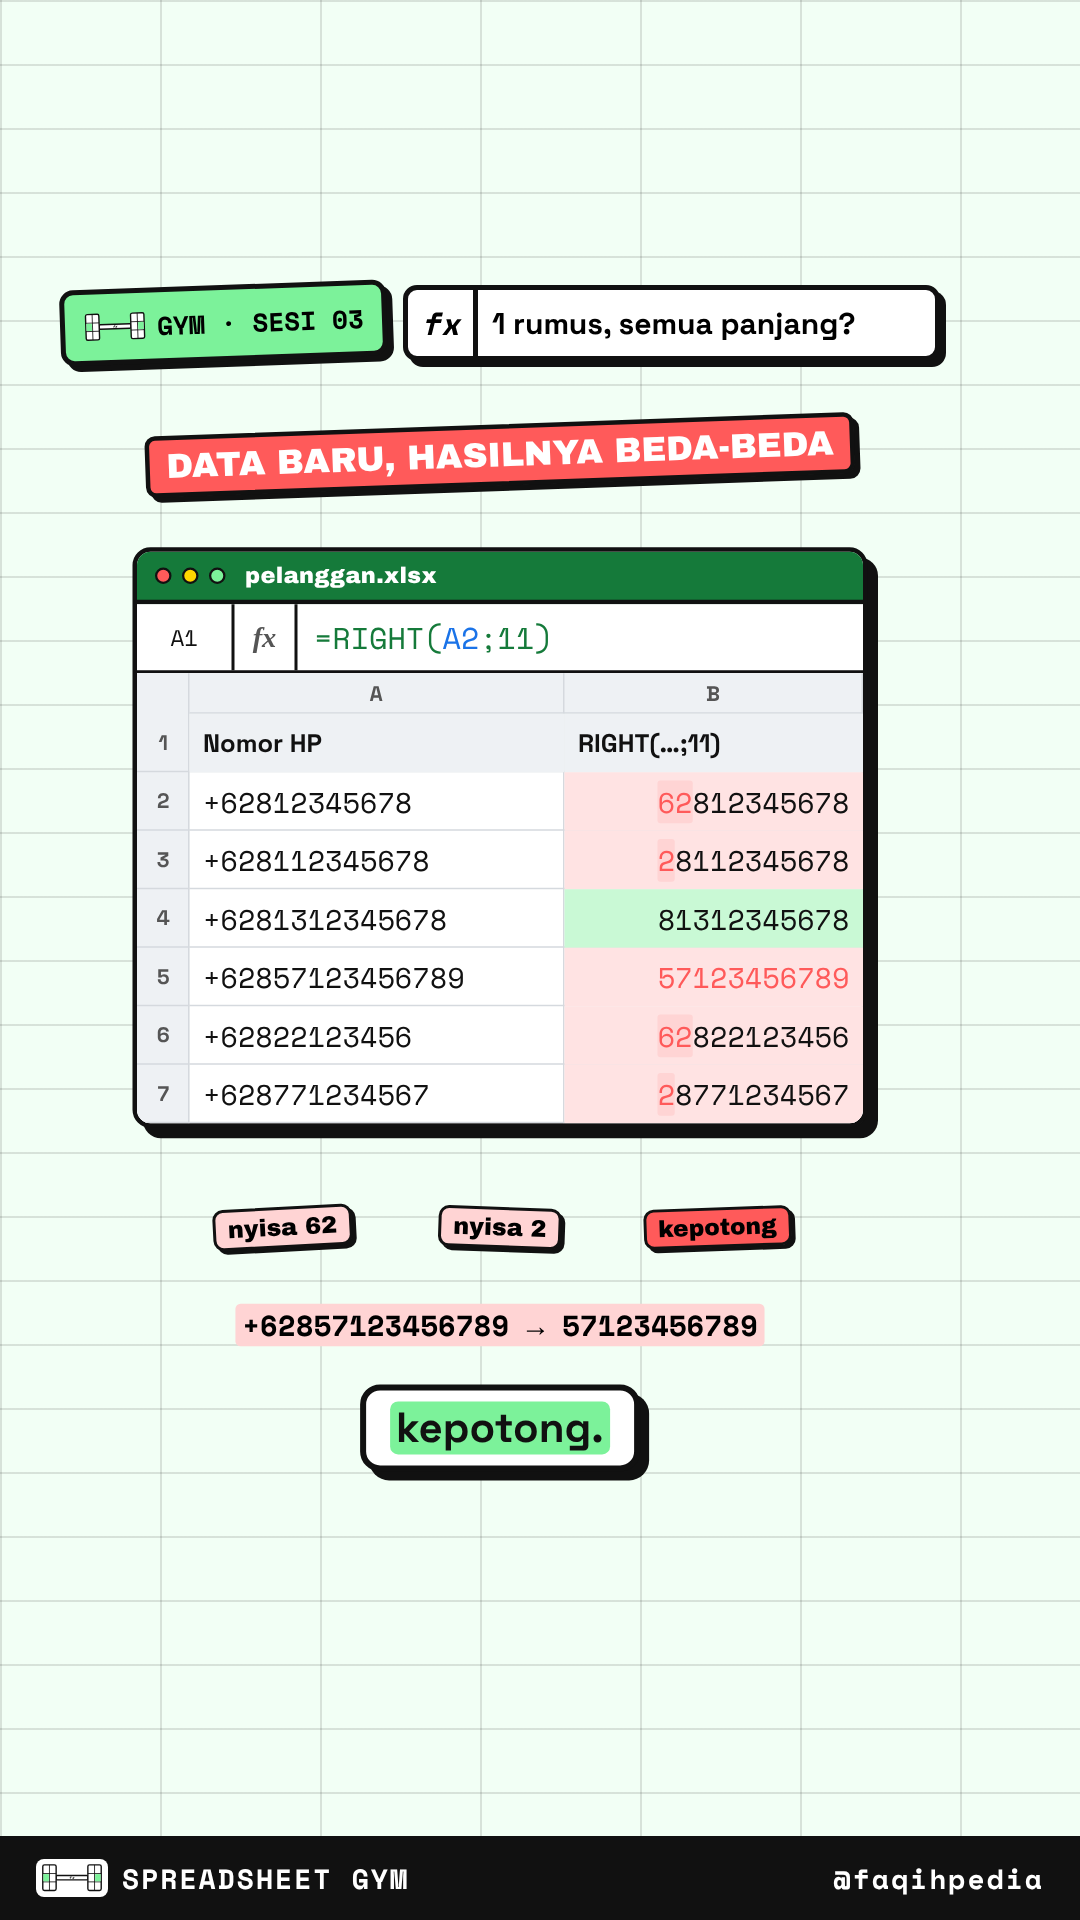 GYM · SESI 03
fx 1 rumus, semua panjang?
DATA BARU, HASILNYA BEDA-BEDA
pelanggan.xlsx
A1 fx =RIGHT(A2;11)
A B
1 Nomor HP RIGHT(...;11)
2 +62812345678 62812345678
3 +628112345678 28112345678
4 +6281312345678 81312345678
5 +62857123456789 57123456789
6 +62822123456 62822123456
7 +628771234567 28771234567
nyisa 62 nyisa 2 kepotong
+62857123456789 → 57123456789
kepotong.
SPREADSHEET GYM @faqihpedia